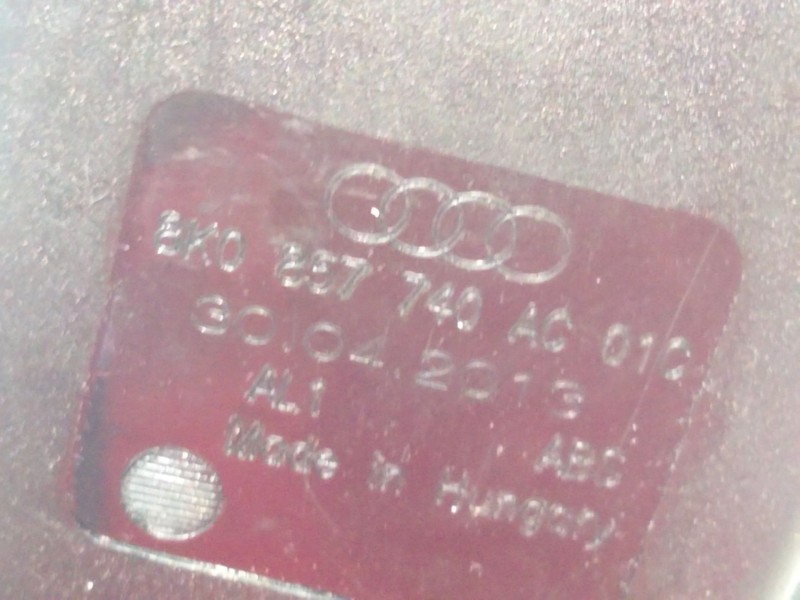 8K0 857 740 AC 01C
30.04.2013
AL1 ABC
Made in Hungary